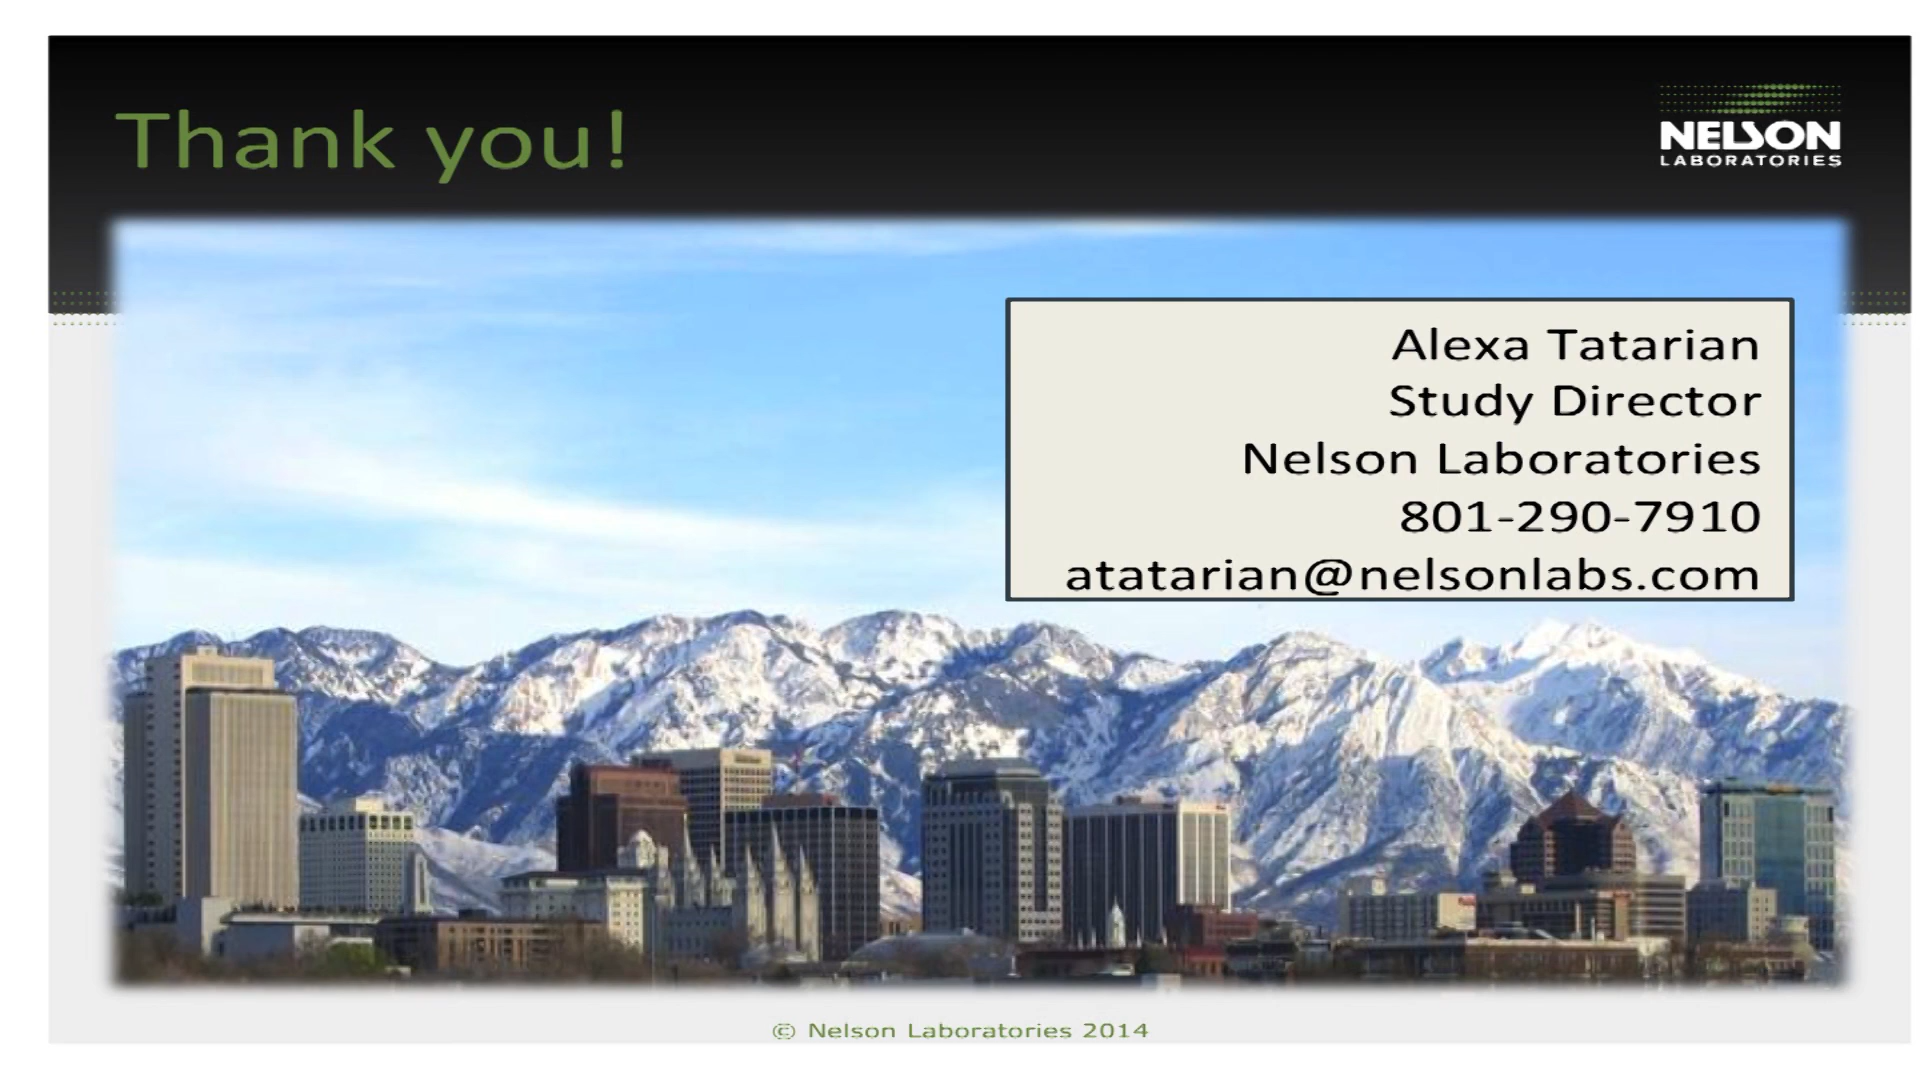 Thank you!
NELSON
LABORATORIES
Alexa Tatarian
Study Director
Nelson Laboratories
801-290-7910
atatarian@nelsonlabs.com
© Nelson Laboratories 2014